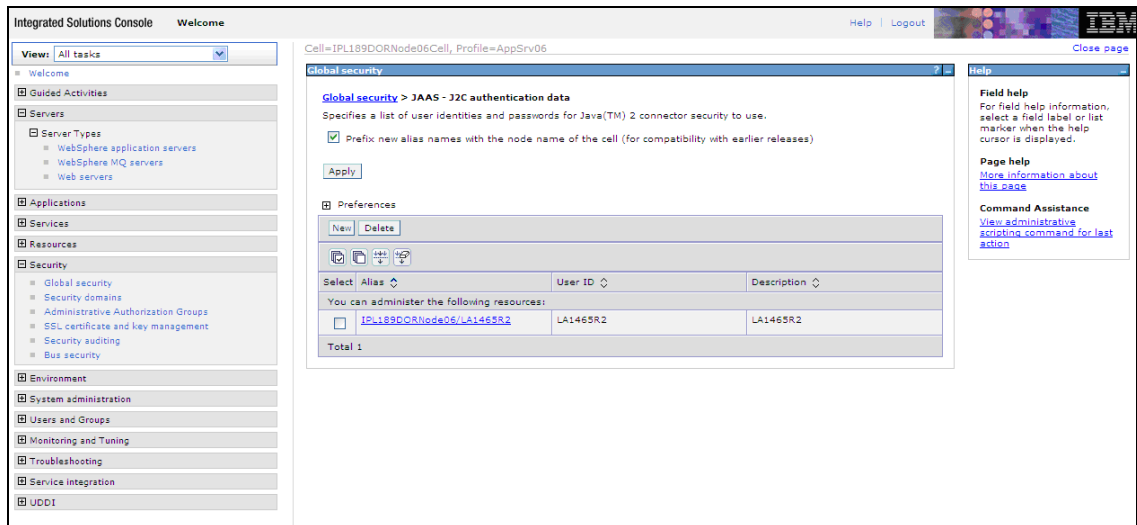 Integrated Solutions Console Welcome Help | Logout IBM
View: All tasks
Cell=IPL189DORNode06Cell, Profile=AppSrv06
Close page
Welcome
Guided Activities
Servers
Server Types
WebSphere application servers
WebSphere MQ servers
Web servers
Applications
Services
Resources
Security
Global security
Security domains
Administrative Authorization Groups
SSL certificate and key management
Security auditing
Bus security
Environment
System administration
Users and Groups
Monitoring and Tuning
Troubleshooting
Service integration
UDDI
Global security ? -
Global security > JAAS - J2C authentication data
Specifies a list of user identities and passwords for Java(TM) 2 connector security to use.
Prefix new alias names with the node name of the cell (for compatibility with earlier releases)
Apply
Preferences
New Delete
Select Alias User ID Description
You can administer the following resources:
IPL189DORNode06/LA1465R2 LA1465R2 LA1465R2
Total 1
Help -
Field help
For field help information,
select a field label or list
marker when the help
cursor is displayed.
Page help
More information about
this page
Command Assistance
View administrative
scripting command for last
action